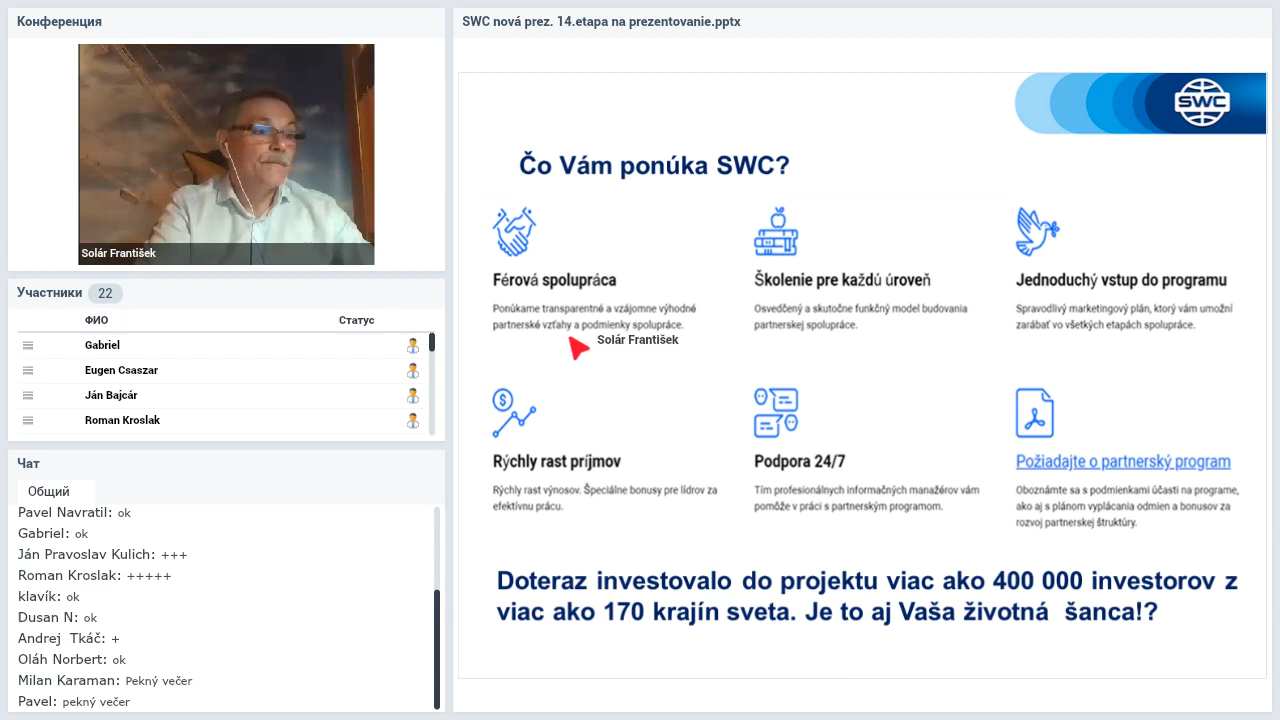 Конференция
Solár František
Участники 22
ФИО Статус
Gabriel
Eugen Csaszar
Ján Bajcár
Roman Kroslak
Чат
Общий
Pavel Navratil: ok
Gabriel: ok
Ján Pravoslav Kulich: +++
Roman Kroslak: +++++
klavík: ok
Dusan N: ok
Andrej Tkáč: +
Oláh Norbert: ok
Milan Karaman: Pekný večer
Pavel: pekný večer
SWC nová prez. 14.etapa na prezentovanie.pptx
SWC
Čo Vám ponúka SWC?
Férová spolupráca
Ponúkame transparentné a vzájomne výhodné
partnerské vzťahy a podmienky spolupráce.
Solár František
Školenie pre každú úroveň
Osvedčený a skutočne funkčný model budovania
partnerskej spolupráce.
Jednoduchý vstup do programu
Spravodlivý marketingový plán, ktorý vám umožní
zarábať vo všetkých etapách spolupráce.
Rýchly rast príjmov
Rýchly rast výnosov. Špeciálne bonusy pre lídrov za
efektívnu prácu.
Podpora 24/7
Tím profesionálnych informačných manažérov vám
pomôže v práci s partnerským programom.
Požiadajte o partnerský program
Oboznámte sa s podmienkami účasti na programe,
ako aj s plánom vyplácania odmien a bonusov za
rozvoj partnerskej štruktúry.
Doteraz investovalo do projektu viac ako 400 000 investorov z
viac ako 170 krajín sveta. Je to aj Vaša životná šanca!?